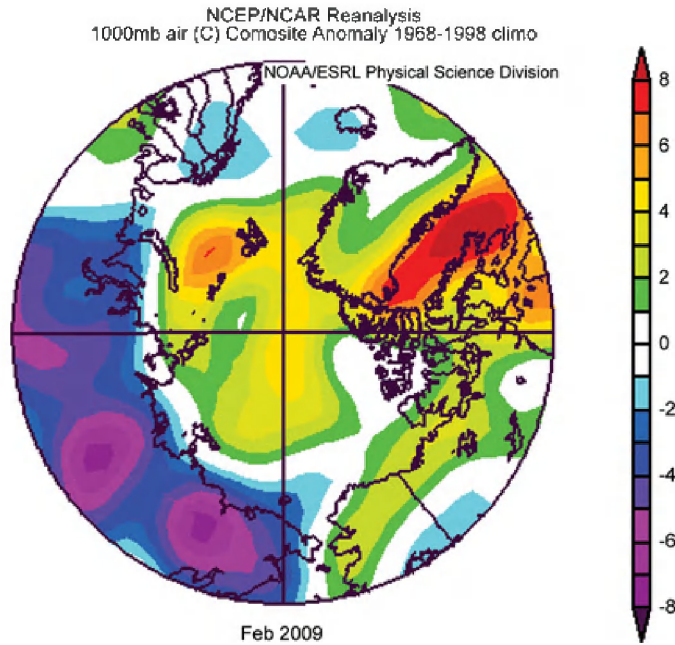 NCEP/NCAR Reanalysis
1000mb air (C) Comosite Anomaly 1968-1998 climo
NOAA/ESRL Physical Science Division
8
6
4
2
0
-2
-4
-6
-8
Feb 2009